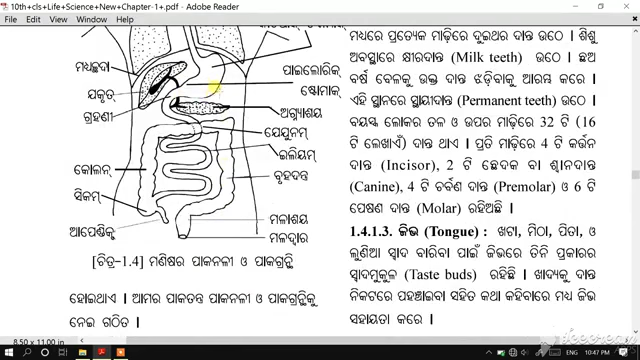 10th+cls+Life+Science+New+Chapter-1+.pdf - Adobe Reader
File Edit View Window Help
ମଧ୍ୟଚ୍ଛଦା
ଯକୃତ୍
ଗ୍ରହଣୀ
କୋଲନ୍
ସିକମ୍
ଆପେଣ୍ଡିକ୍ସ
ପାଇଲୋରିକ୍
ଷ୍ଟୋମାକ୍
ଅଗ୍ନ୍ୟାଶୟ
ଯେଯୁନମ୍
ଇଲିୟମ୍
ବୃହଦନ୍ତ୍ର
ମଳାଶୟ
ମଳଦ୍ୱାର
[ଚିତ୍ର-1.4] ମଣିଷର ପାକନଳୀ ଓ ପାକଗ୍ରନ୍ଥି
ହୋଇଥାଏ । ଆମର ପାକତନ୍ତ୍ର ପାକନଳୀ ଓ ପାକଗ୍ରନ୍ଥିକୁ
ନେଇ ଗଠିତ ।
ମଧ୍ୟରେ ପ୍ରତ୍ୟେକ ମାଢ଼ିରେ ଦୁଇଥର ଦାନ୍ତ ଉଠେ । ଶିଶୁ
ଅବସ୍ଥାରେ କ୍ଷୀରଦାନ୍ତ (Milk teeth) ଉଠେ । ଛଅ
ବର୍ଷ ବେଳକୁ ଉକ୍ତ ଦାନ୍ତ ଝଡ଼ିବାକୁ ଆରମ୍ଭ କରେ ।
ଏହି ସ୍ଥାନରେ ସ୍ଥାୟୀଦାନ୍ତ (Permanent teeth) ଉଠେ ।
ବୟସ୍କ ଲୋକର ତଳ ଓ ଉପର ମାଢ଼ିରେ 32 ଟି (16
ଟି ଲେଖାଏଁ) ଦାନ୍ତ ଥାଏ । ପ୍ରତି ମାଢ଼ିରେ 4 ଟି କର୍ତ୍ତନ
ଦାନ୍ତ (Incisor), 2 ଟି ଛେଦକ ବା ଶ୍ୱାନଦାନ୍ତ
(Canine), 4 ଟି ଚର୍ବଣ ଦାନ୍ତ (Premolar) ଓ 6 ଟି
ପେଷଣ ଦାନ୍ତ (Molar) ରହିଅଛି ।
1.4.1.3. ଜିଭ (Tongue) : ଖଟା, ମିଠା, ପିତା, ଓ
ଲୁଣିଆ ସ୍ୱାଦ ବାରିବା ପାଇଁ ଜିଭରେ ତିନି ପ୍ରକାରର
ସ୍ୱାଦମୁକୁଳ (Taste buds) ରହିଛି । ଖାଦ୍ୟକୁ ଦାନ୍ତ
ନିକଟରେ ପହଞ୍ଚାଇବା ସହିତ କଥା କହିବାରେ ମଧ୍ୟ ଜିଭ
ସହାୟତା କରେ ।
8.50 x 11.00 in
ENG 10:47 PM